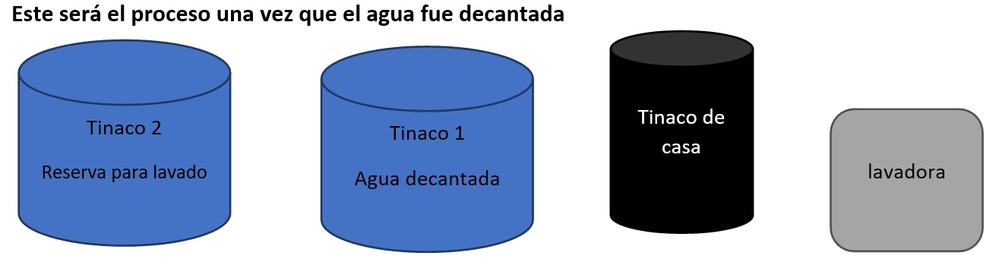 Este será el proceso una vez que el agua fue decantada
Tinaco 2
Reserva para lavado
Tinaco 1
Agua decantada
Tinaco de
casa
lavadora